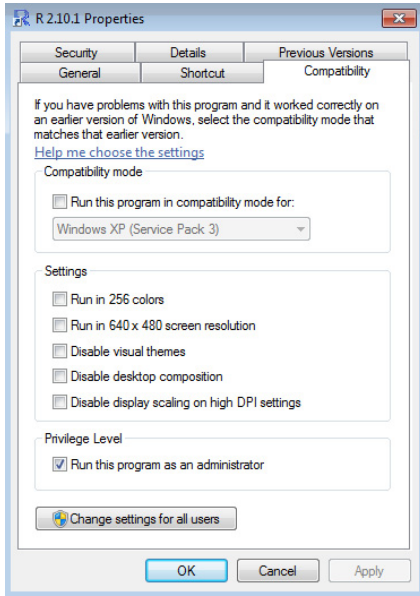 R 2.10.1 Properties
Security Details Previous Versions
General Shortcut Compatibility
If you have problems with this program and it worked correctly on
an earlier version of Windows, select the compatibility mode that
matches that earlier version.
Help me choose the settings
Compatibility mode
Run this program in compatibility mode for:
Windows XP (Service Pack 3)
Settings
Run in 256 colors
Run in 640 x 480 screen resolution
Disable visual themes
Disable desktop composition
Disable display scaling on high DPI settings
Privilege Level
Run this program as an administrator
Change settings for all users
OK Cancel Apply